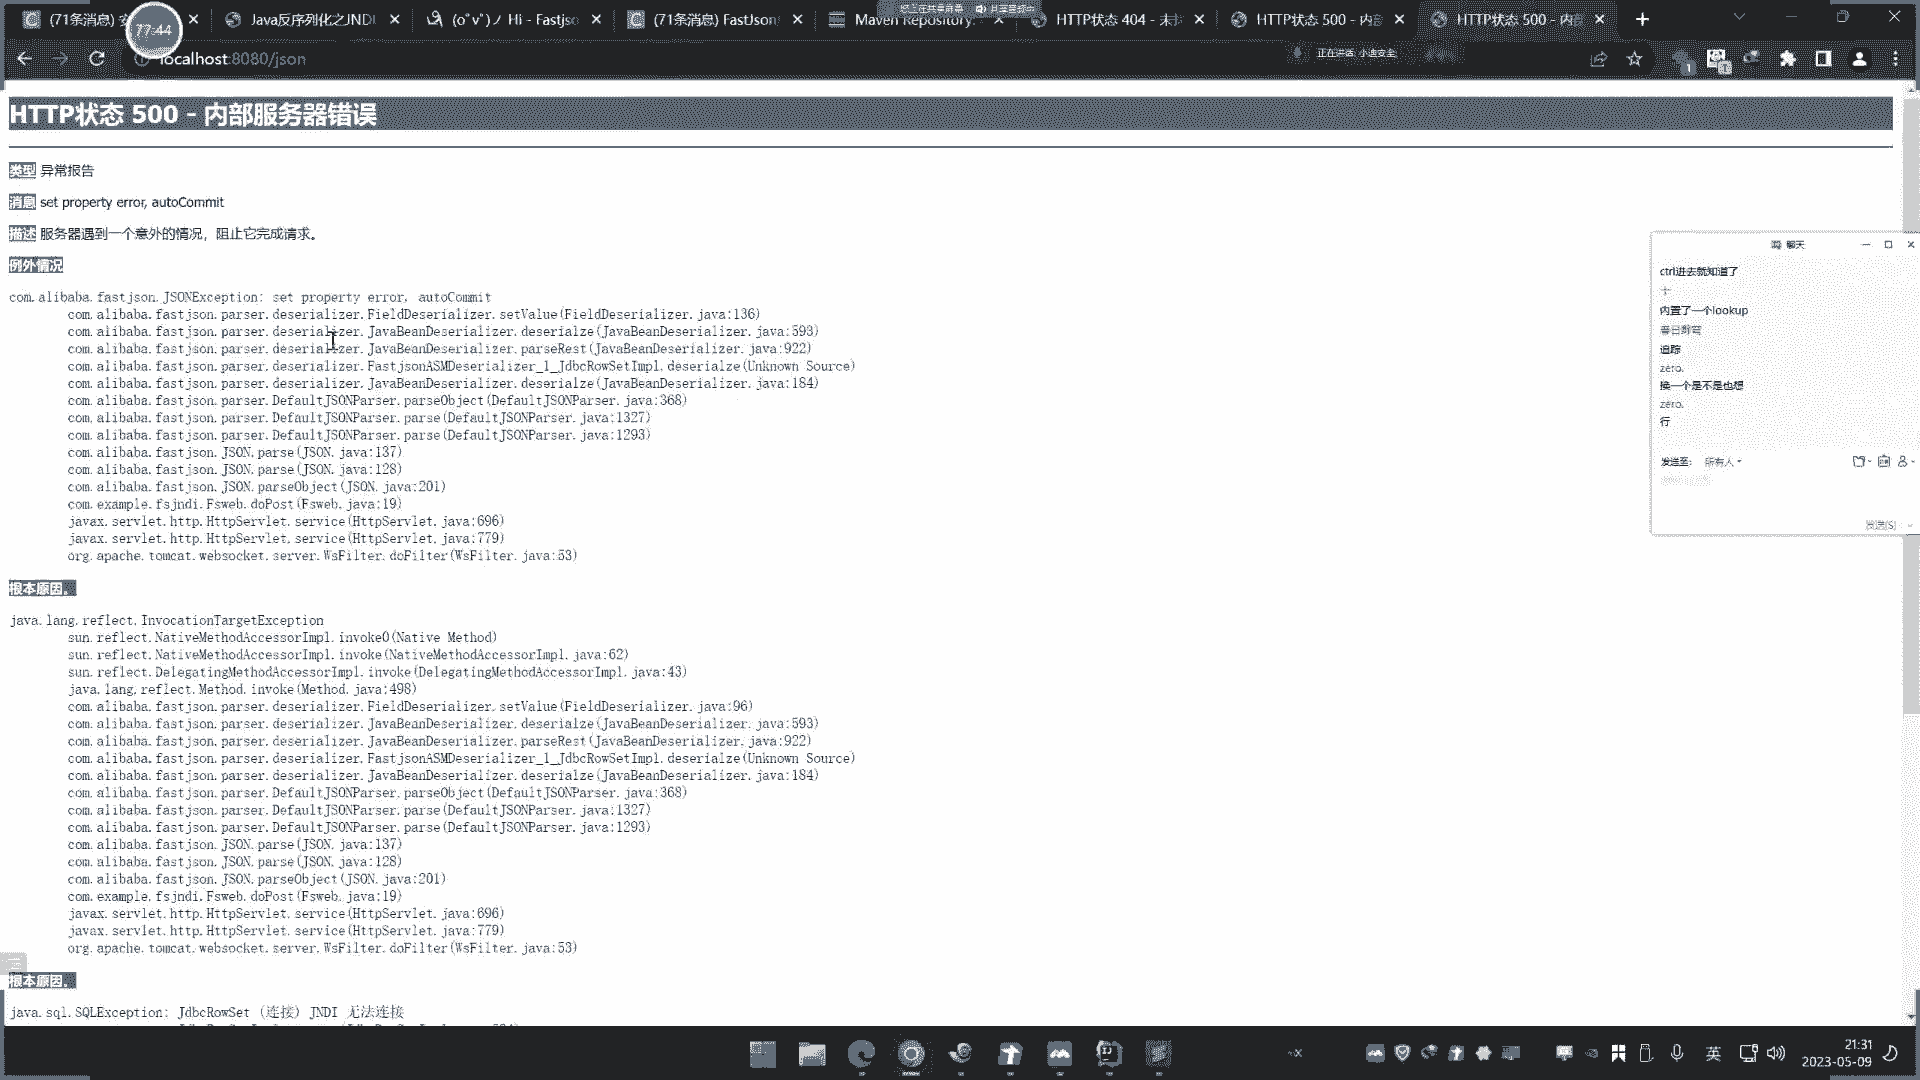 (71条消息)
Java反序列化之JNDI
(o˚v˚)ノ Hi - Fastjso
(71条消息) FastJson
Maven Repository:
HTTP状态 404 - 未
HTTP状态 500 - 内部
HTTP状态 500 - 内部
77:44
localhost:8080/json
正在讲话: 小迪安全
HTTP状态 500 - 内部服务器错误
类型 异常报告
消息 set property error, autoCommit
描述 服务器遇到一个意外的情况，阻止它完成请求。
例外情况
com.alibaba.fastjson.JSONException: set property error, autoCommit
com.alibaba.fastjson.parser.deserializer.FieldDeserializer.setValue(FieldDeserializer.java:136)
com.alibaba.fastjson.parser.deserializer.JavaBeanDeserializer.deserialze(JavaBeanDeserializer.java:593)
com.alibaba.fastjson.parser.deserializer.JavaBeanDeserializer.parseRest(JavaBeanDeserializer.java:922)
com.alibaba.fastjson.parser.deserializer.FastjsonASMDeserializer_1_JdbcRowSetImpl.deserialze(Unknown Source)
com.alibaba.fastjson.parser.deserializer.JavaBeanDeserializer.deserialze(JavaBeanDeserializer.java:184)
com.alibaba.fastjson.parser.DefaultJSONParser.parseObject(DefaultJSONParser.java:368)
com.alibaba.fastjson.parser.DefaultJSONParser.parse(DefaultJSONParser.java:1327)
com.alibaba.fastjson.parser.DefaultJSONParser.parse(DefaultJSONParser.java:1293)
com.alibaba.fastjson.JSON.parse(JSON.java:137)
com.alibaba.fastjson.JSON.parse(JSON.java:128)
com.alibaba.fastjson.JSON.parseObject(JSON.java:201)
com.example.fsjndi.Fsweb.doPost(Fsweb.java:19)
javax.servlet.http.HttpServlet.service(HttpServlet.java:696)
javax.servlet.http.HttpServlet.service(HttpServlet.java:779)
org.apache.tomcat.websocket.server.WsFilter.doFilter(WsFilter.java:53)
根本原因。
java.lang.reflect.InvocationTargetException
sun.reflect.NativeMethodAccessorImpl.invoke0(Native Method)
sun.reflect.NativeMethodAccessorImpl.invoke(NativeMethodAccessorImpl.java:62)
sun.reflect.DelegatingMethodAccessorImpl.invoke(DelegatingMethodAccessorImpl.java:43)
java.lang.reflect.Method.invoke(Method.java:498)
com.alibaba.fastjson.parser.deserializer.FieldDeserializer.setValue(FieldDeserializer.java:96)
com.alibaba.fastjson.parser.deserializer.JavaBeanDeserializer.deserialze(JavaBeanDeserializer.java:593)
com.alibaba.fastjson.parser.deserializer.JavaBeanDeserializer.parseRest(JavaBeanDeserializer.java:922)
com.alibaba.fastjson.parser.deserializer.FastjsonASMDeserializer_1_JdbcRowSetImpl.deserialze(Unknown Source)
com.alibaba.fastjson.parser.deserializer.JavaBeanDeserializer.deserialze(JavaBeanDeserializer.java:184)
com.alibaba.fastjson.parser.DefaultJSONParser.parseObject(DefaultJSONParser.java:368)
com.alibaba.fastjson.parser.DefaultJSONParser.parse(DefaultJSONParser.java:1327)
com.alibaba.fastjson.parser.DefaultJSONParser.parse(DefaultJSONParser.java:1293)
com.alibaba.fastjson.JSON.parse(JSON.java:137)
com.alibaba.fastjson.JSON.parse(JSON.java:128)
com.alibaba.fastjson.JSON.parseObject(JSON.java:201)
com.example.fsjndi.Fsweb.doPost(Fsweb.java:19)
javax.servlet.http.HttpServlet.service(HttpServlet.java:696)
javax.servlet.http.HttpServlet.service(HttpServlet.java:779)
org.apache.tomcat.websocket.server.WsFilter.doFilter(WsFilter.java:53)
根本原因。
java.sql.SQLException: JdbcRowSet (连接) JNDI 无法连接
聊天
ctrl进去就知道了
内置了一个lookup
追踪
zero.
换一个是不是也想
zero.
行
发送至: 所有人
发送(S)
英
21:31
2023-05-09